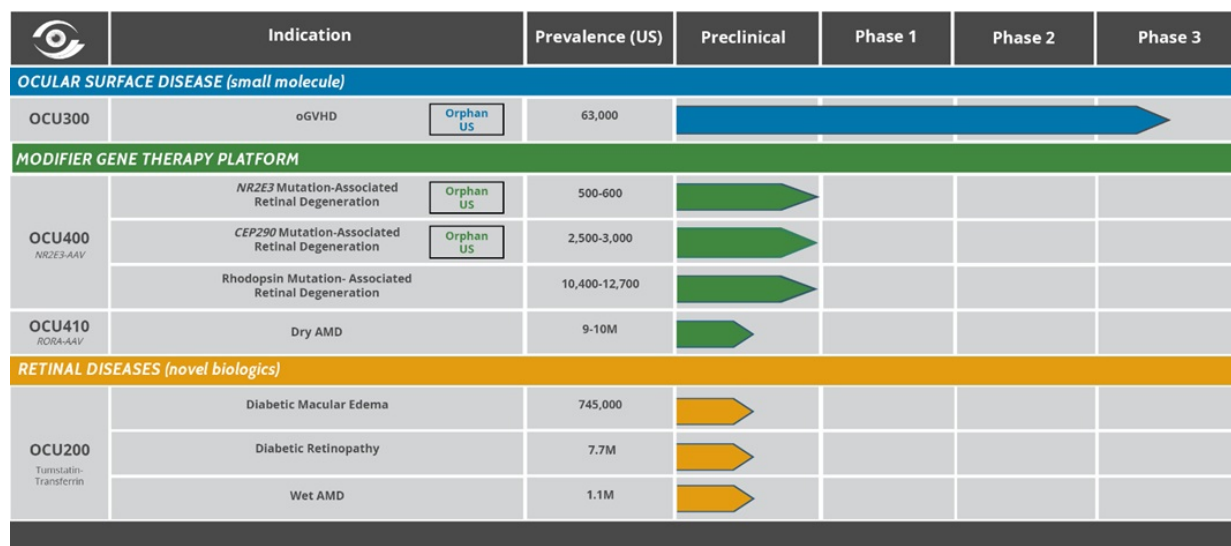 Indication Prevalence (US) Preclinical Phase 1 Phase 2 Phase 3
OCULAR SURFACE DISEASE (small molecule)
OCU300 oGVHD Orphan US 63,000
MODIFIER GENE THERAPY PLATFORM
OCU400
NR2E3-AAV
NR2E3 Mutation-Associated
Retinal Degeneration
Orphan
US
500-600
CEP290 Mutation-Associated
Retinal Degeneration
Orphan
US
2,500-3,000
Rhodopsin Mutation- Associated
Retinal Degeneration
10,400-12,700
OCU410
RORA-AAV
Dry AMD 9-10M
RETINAL DISEASES (novel biologics)
OCU200
Tumstatin-
Transferrin
Diabetic Macular Edema 745,000
Diabetic Retinopathy 7.7M
Wet AMD 1.1M